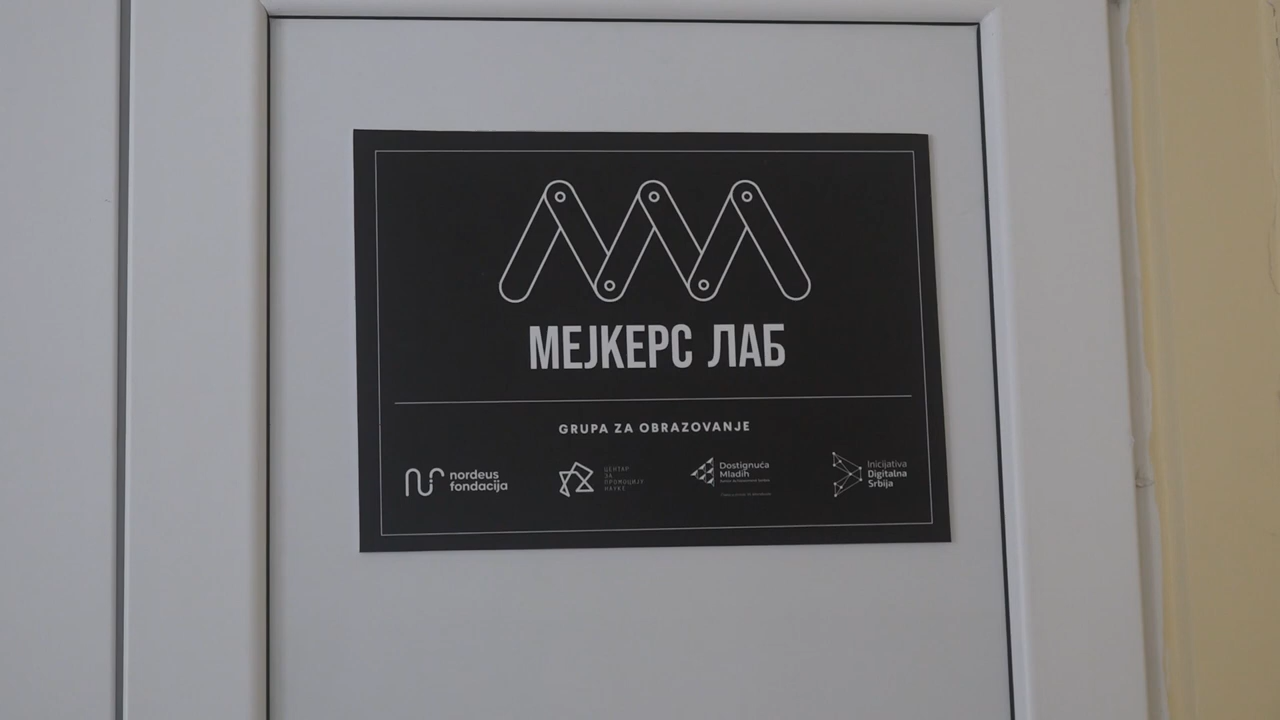 МЕЈКЕРС ЛАБ
GRUPA ZA OBRAZOVANJE
nordeus
fondacija
ЦЕНТАР
ЗА
ПРОМОЦИЈУ
НАУКЕ
Dostignuća
Mladih
Inicijativa
Digitalna
Srbija